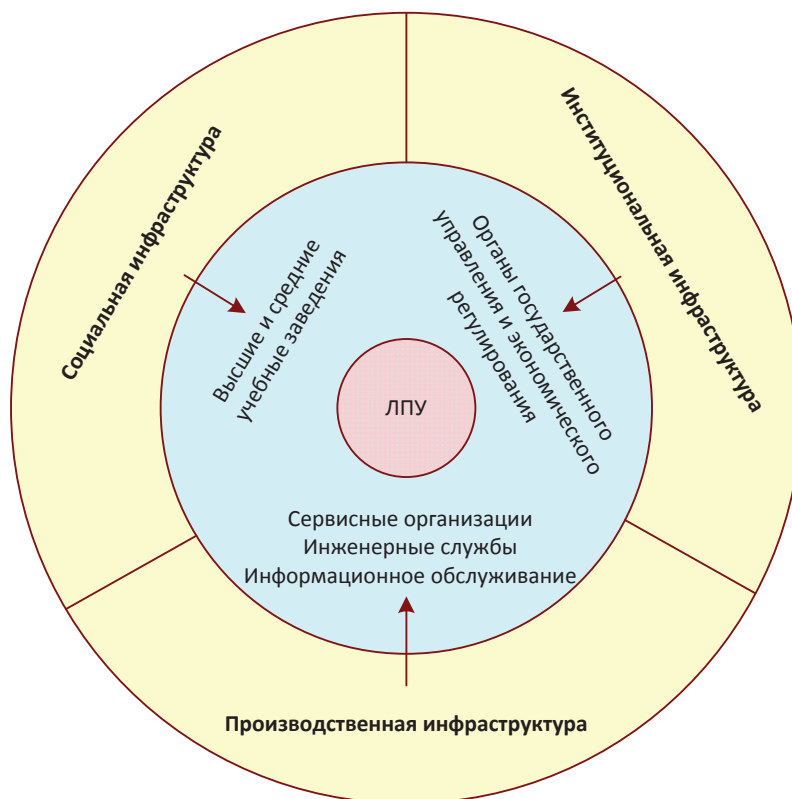 Социальная инфраструктура
Институциональная инфраструктура
Высшие и средние
учебные заведения
Органы государственного
управления и экономического
регулирования
ЛПУ
Сервисные организации
Инженерные службы
Информационное обслуживание
Производственная инфраструктура